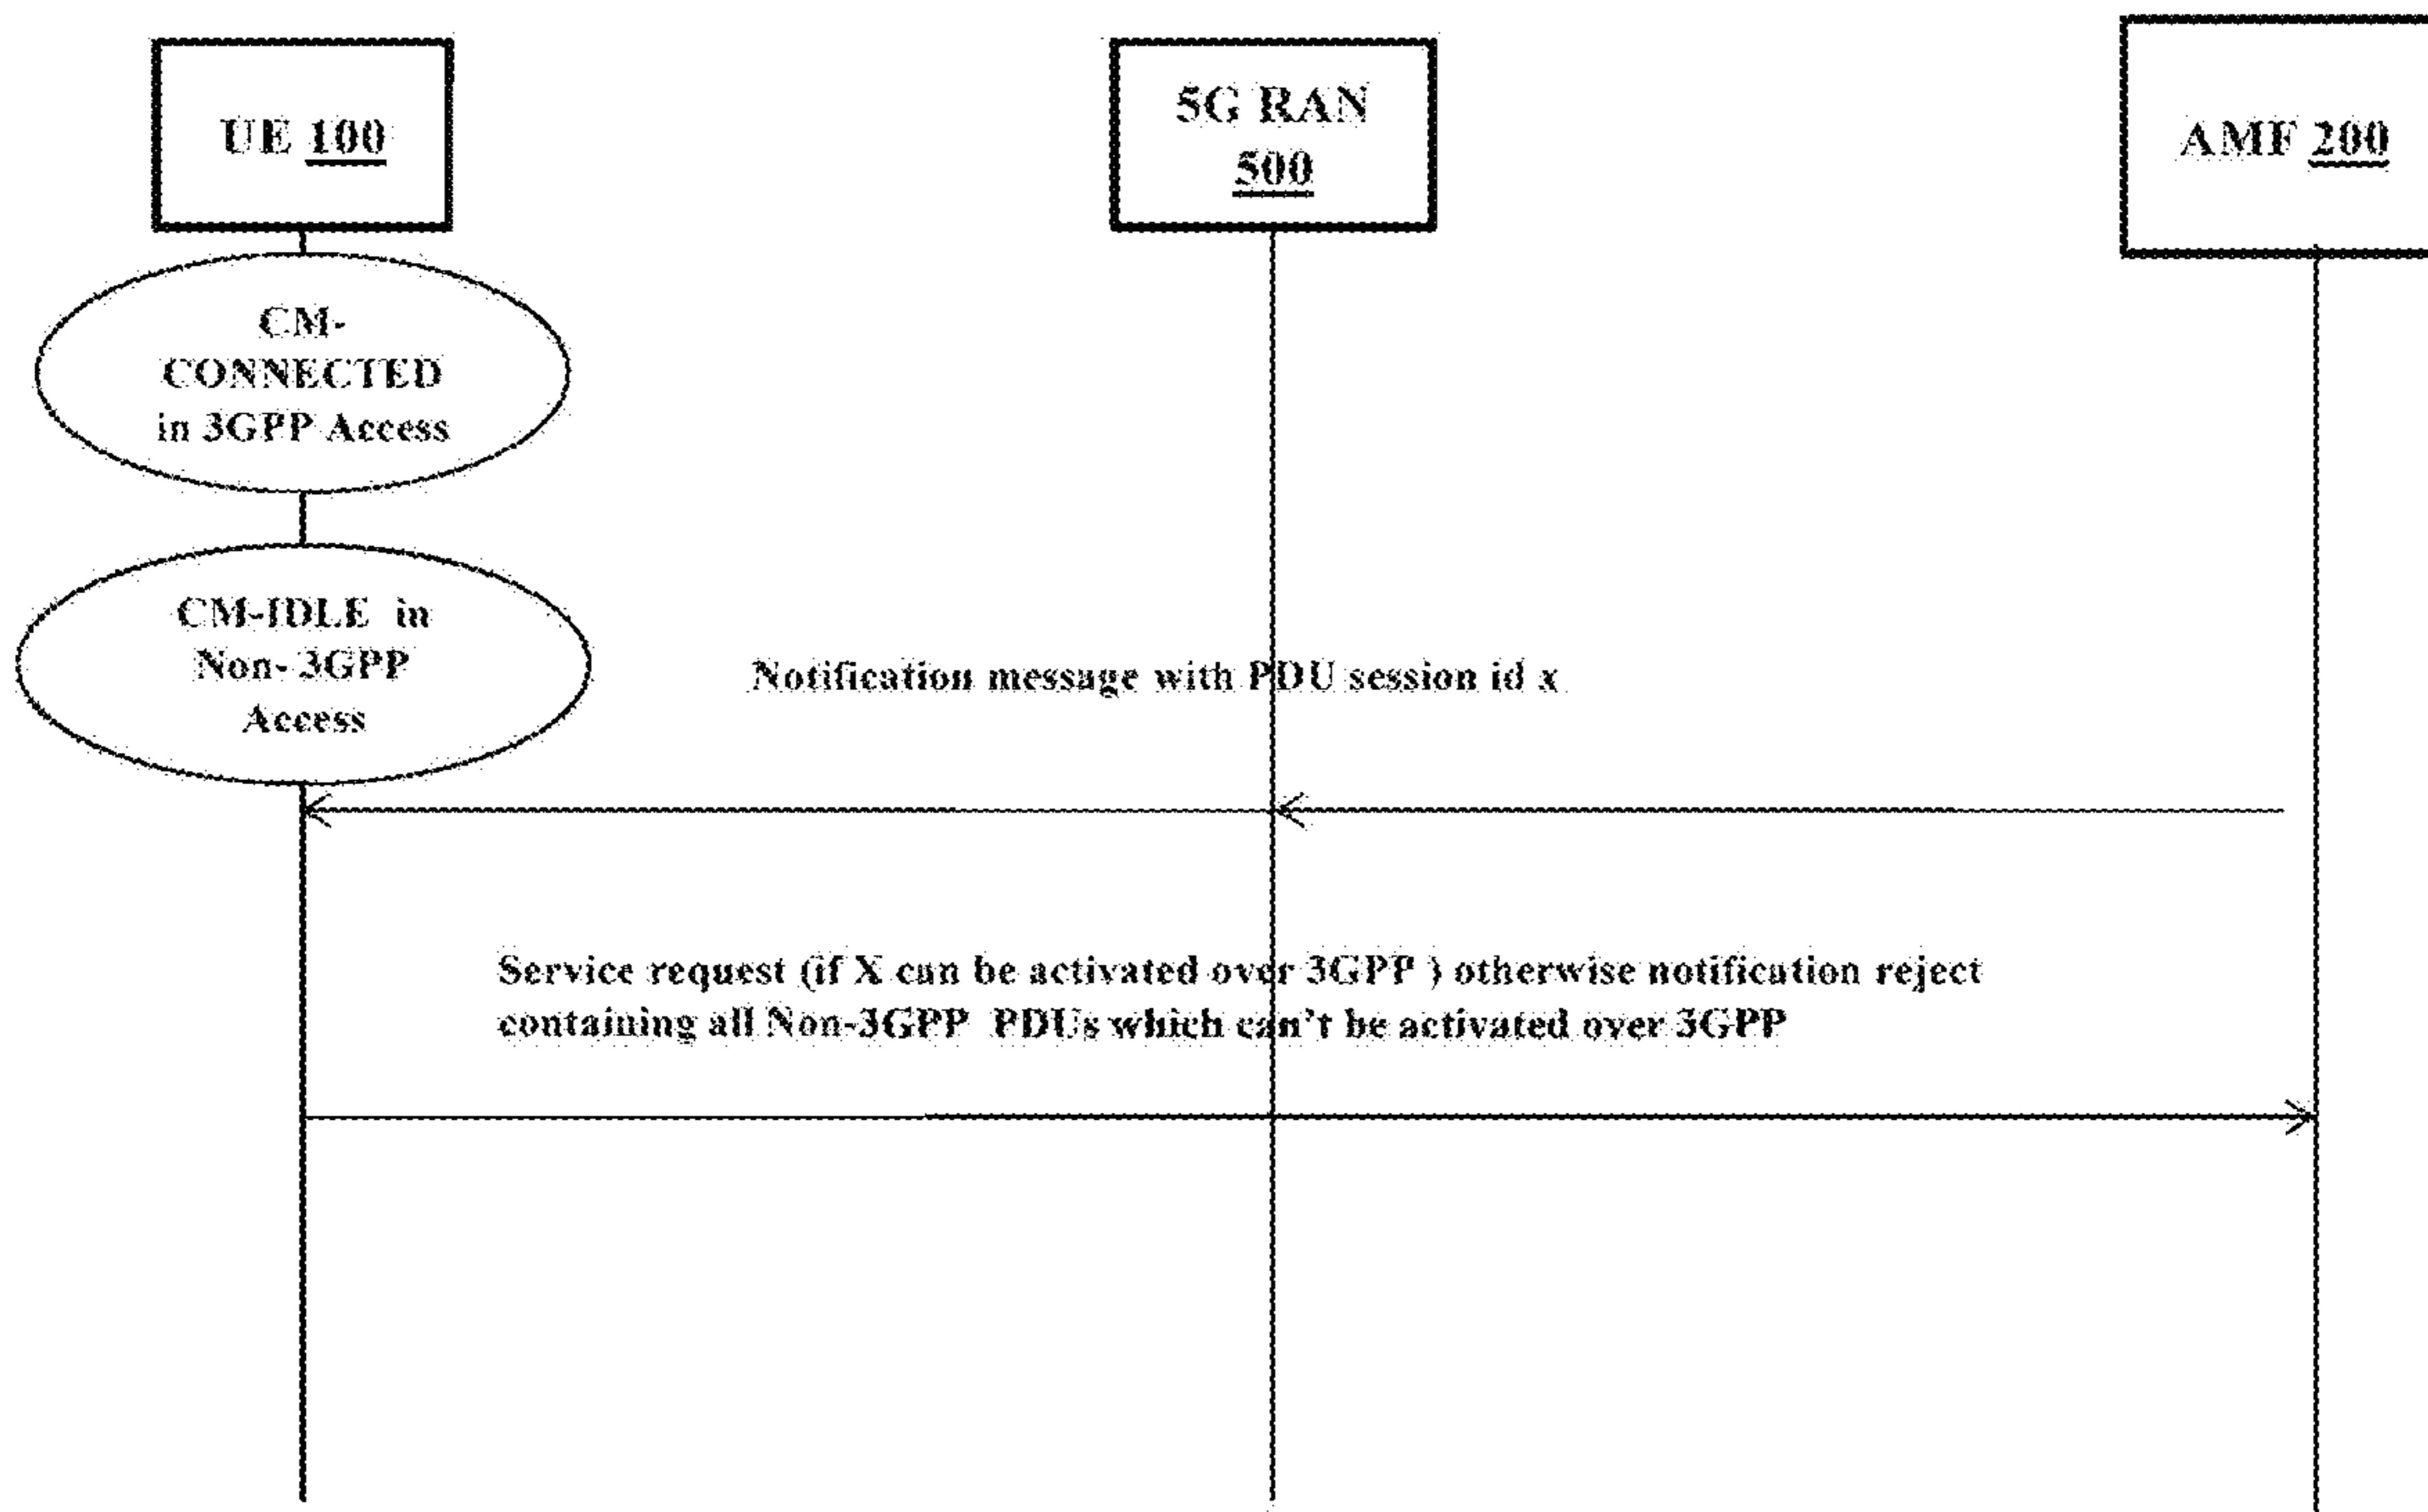 UE 100
5G RAN
500
AMF 200
CM-
CONNECTED
in 3GPP Access
CM-IDLE in
Non- 3GPP
Access
Notification message with PDU session id x
Service request (if X can be activated over 3GPP ) otherwise notification reject
containing all Non-3GPP PDUs which can't be activated over 3GPP